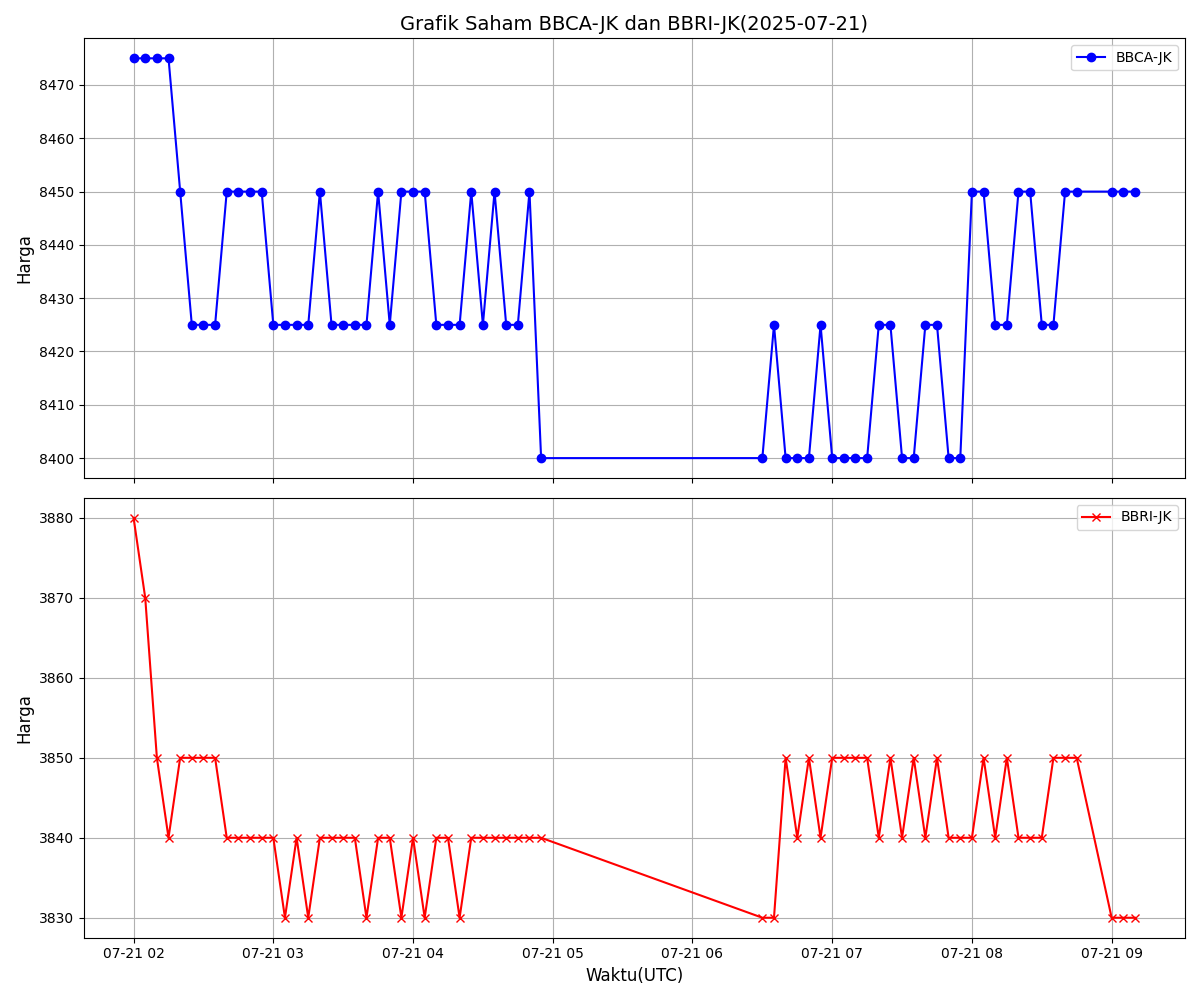 Grafik Saham BBCA-JK dan BBRI-JK(2025-07-21)
BBCA-JK
8470
8460
8450
8440
8430
8420
8410
8400
Harga
BBRI-JK
3880
3870
3860
3850
3840
3830
Harga
07-21 02 07-21 03 07-21 04 07-21 05 07-21 06 07-21 07 07-21 08 07-21 09
Waktu(UTC)